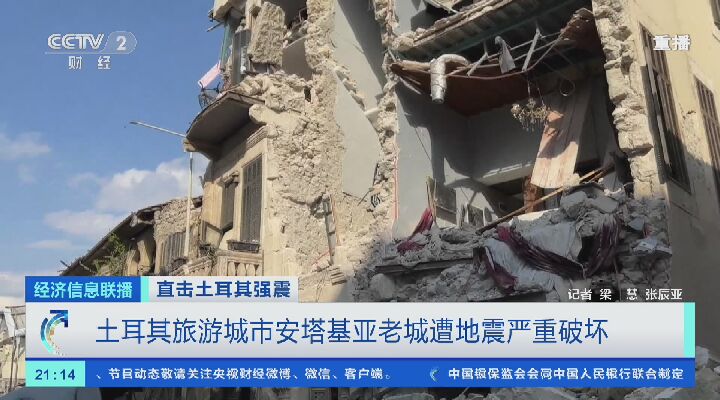 CCTV 2
财经
重播
经济信息联播
直击土耳其强震
记者 梁 慧 张辰亚
土耳其旅游城市安塔基亚老城遭地震严重破坏
21:14
、节目动态敬请关注央视财经微博、微信、客户端。
中国银保监会会同中国人民银行联合制定